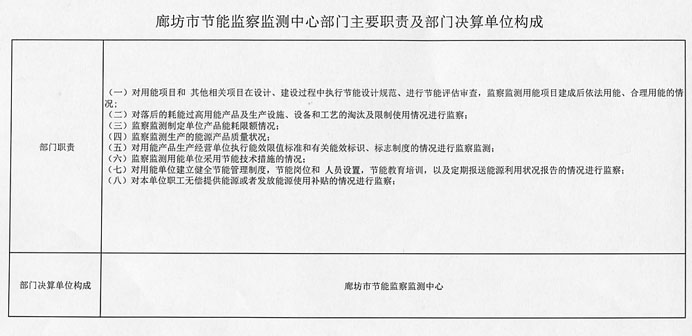 廊坊市节能监察监测中心部门主要职责及部门决算单位构成
部门职责
（一）对用能项目和 其他相关项目在设计、建设过程中执行节能设计规范、进行节能评估审查，监察监测用能项目建成后依法用能、合理用能的情
况；
（二）对落后的耗能过高用能产品及生产设施、设备和工艺的淘汰及限制使用情况进行监察；
（三）监察监测制定单位产品能耗限额情况；
（四）监察监测生产的能源产品质量状况；
（五）对用能产品生产经营单位执行能效限值标准和有关能效标识、标志制度的情况进行监察监测；
（六）监察监测用能单位采用节能技术措施的情况；
（七）对用能单位建立健全节能管理制度，节能岗位和 人员设置，节能教育培训，以及定期报送能源利用状况报告的情况进行监察；
（八）对本单位职工无偿提供能源或者发放能源使用补贴的情况进行监察；
部门决算单位构成
廊坊市节能监察监测中心